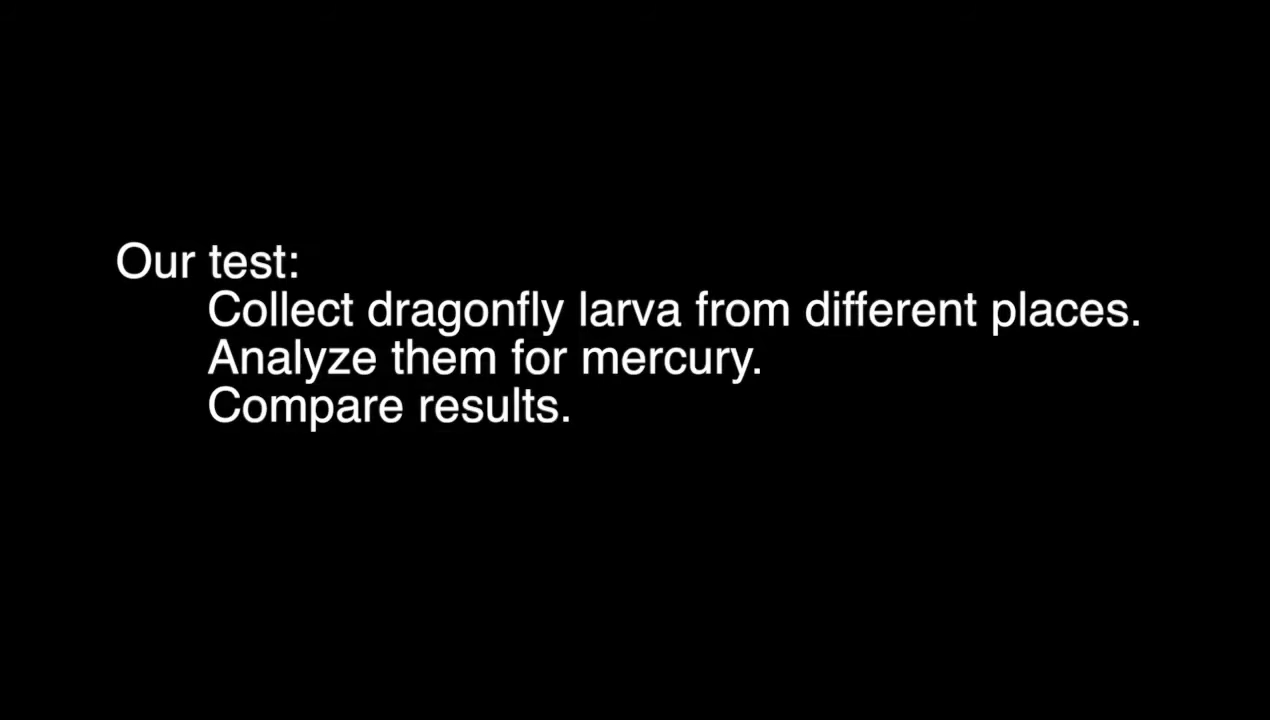 Our test:
Collect dragonfly larva from different places.
Analyze them for mercury.
Compare results.